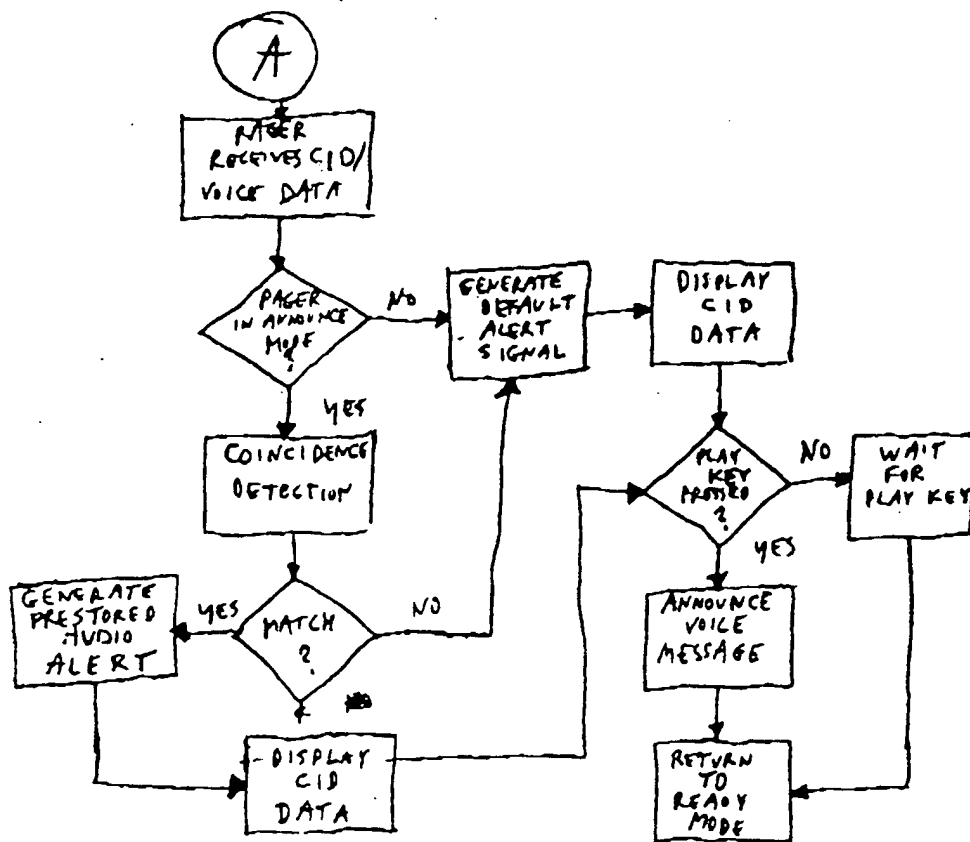 A
PAGER
RECEIVES CID/
VOICE DATA
PAGER
IN ANNOUNCE
MODE
?
NO
YES
GENERATE
DEFAULT
ALERT
SIGNAL
DISPLAY
CID
DATA
COINCIDENCE
DETECTION
PLAY
KEY
PRESSED
?
NO
YES
WAIT
FOR
PLAY KEY
GENERATE
PRESTORED
AUDIO
ALERT
YES
MATCH
?
NO
ANNOUNCE
VOICE
MESSAGE
DISPLAY
CID
DATA
RETURN
TO
READY
MODE